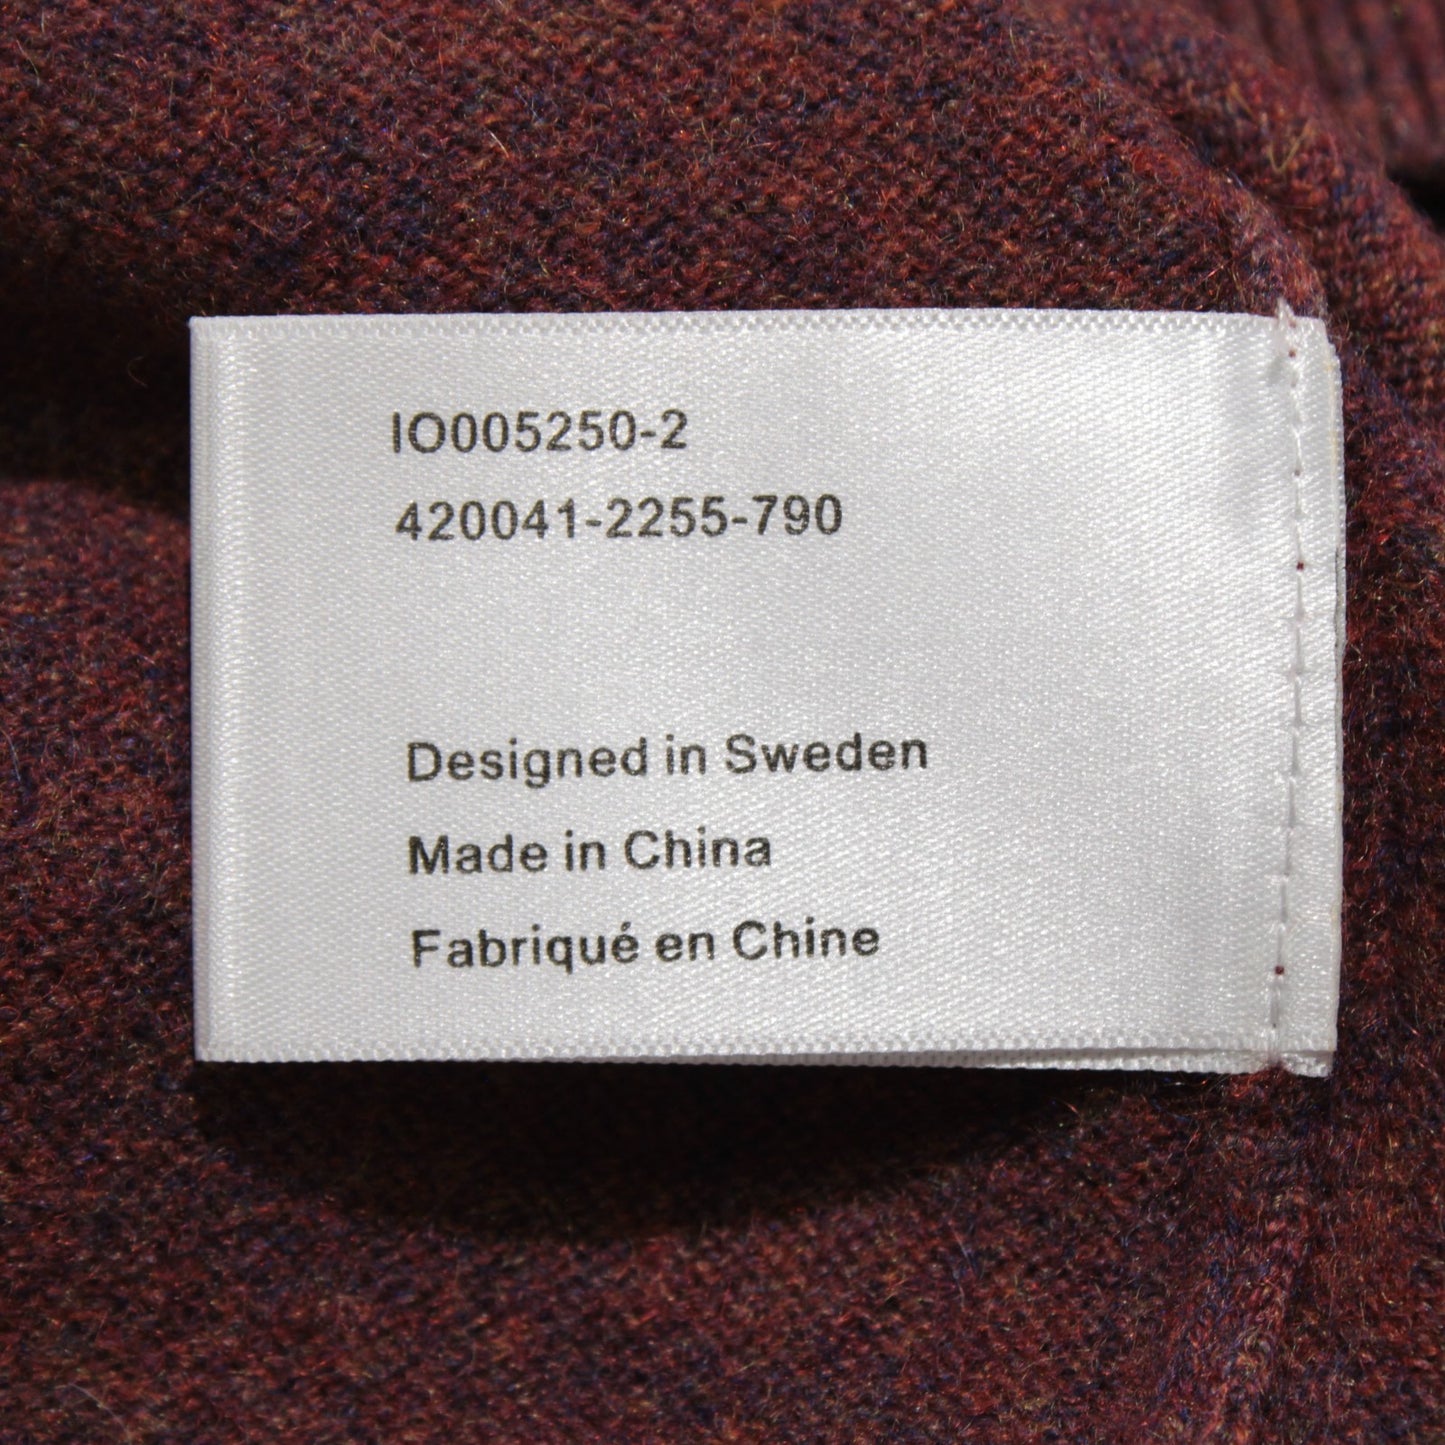 IO005250-2
420041-2255-790
Designed in Sweden
Made in China
Fabriqué en Chine